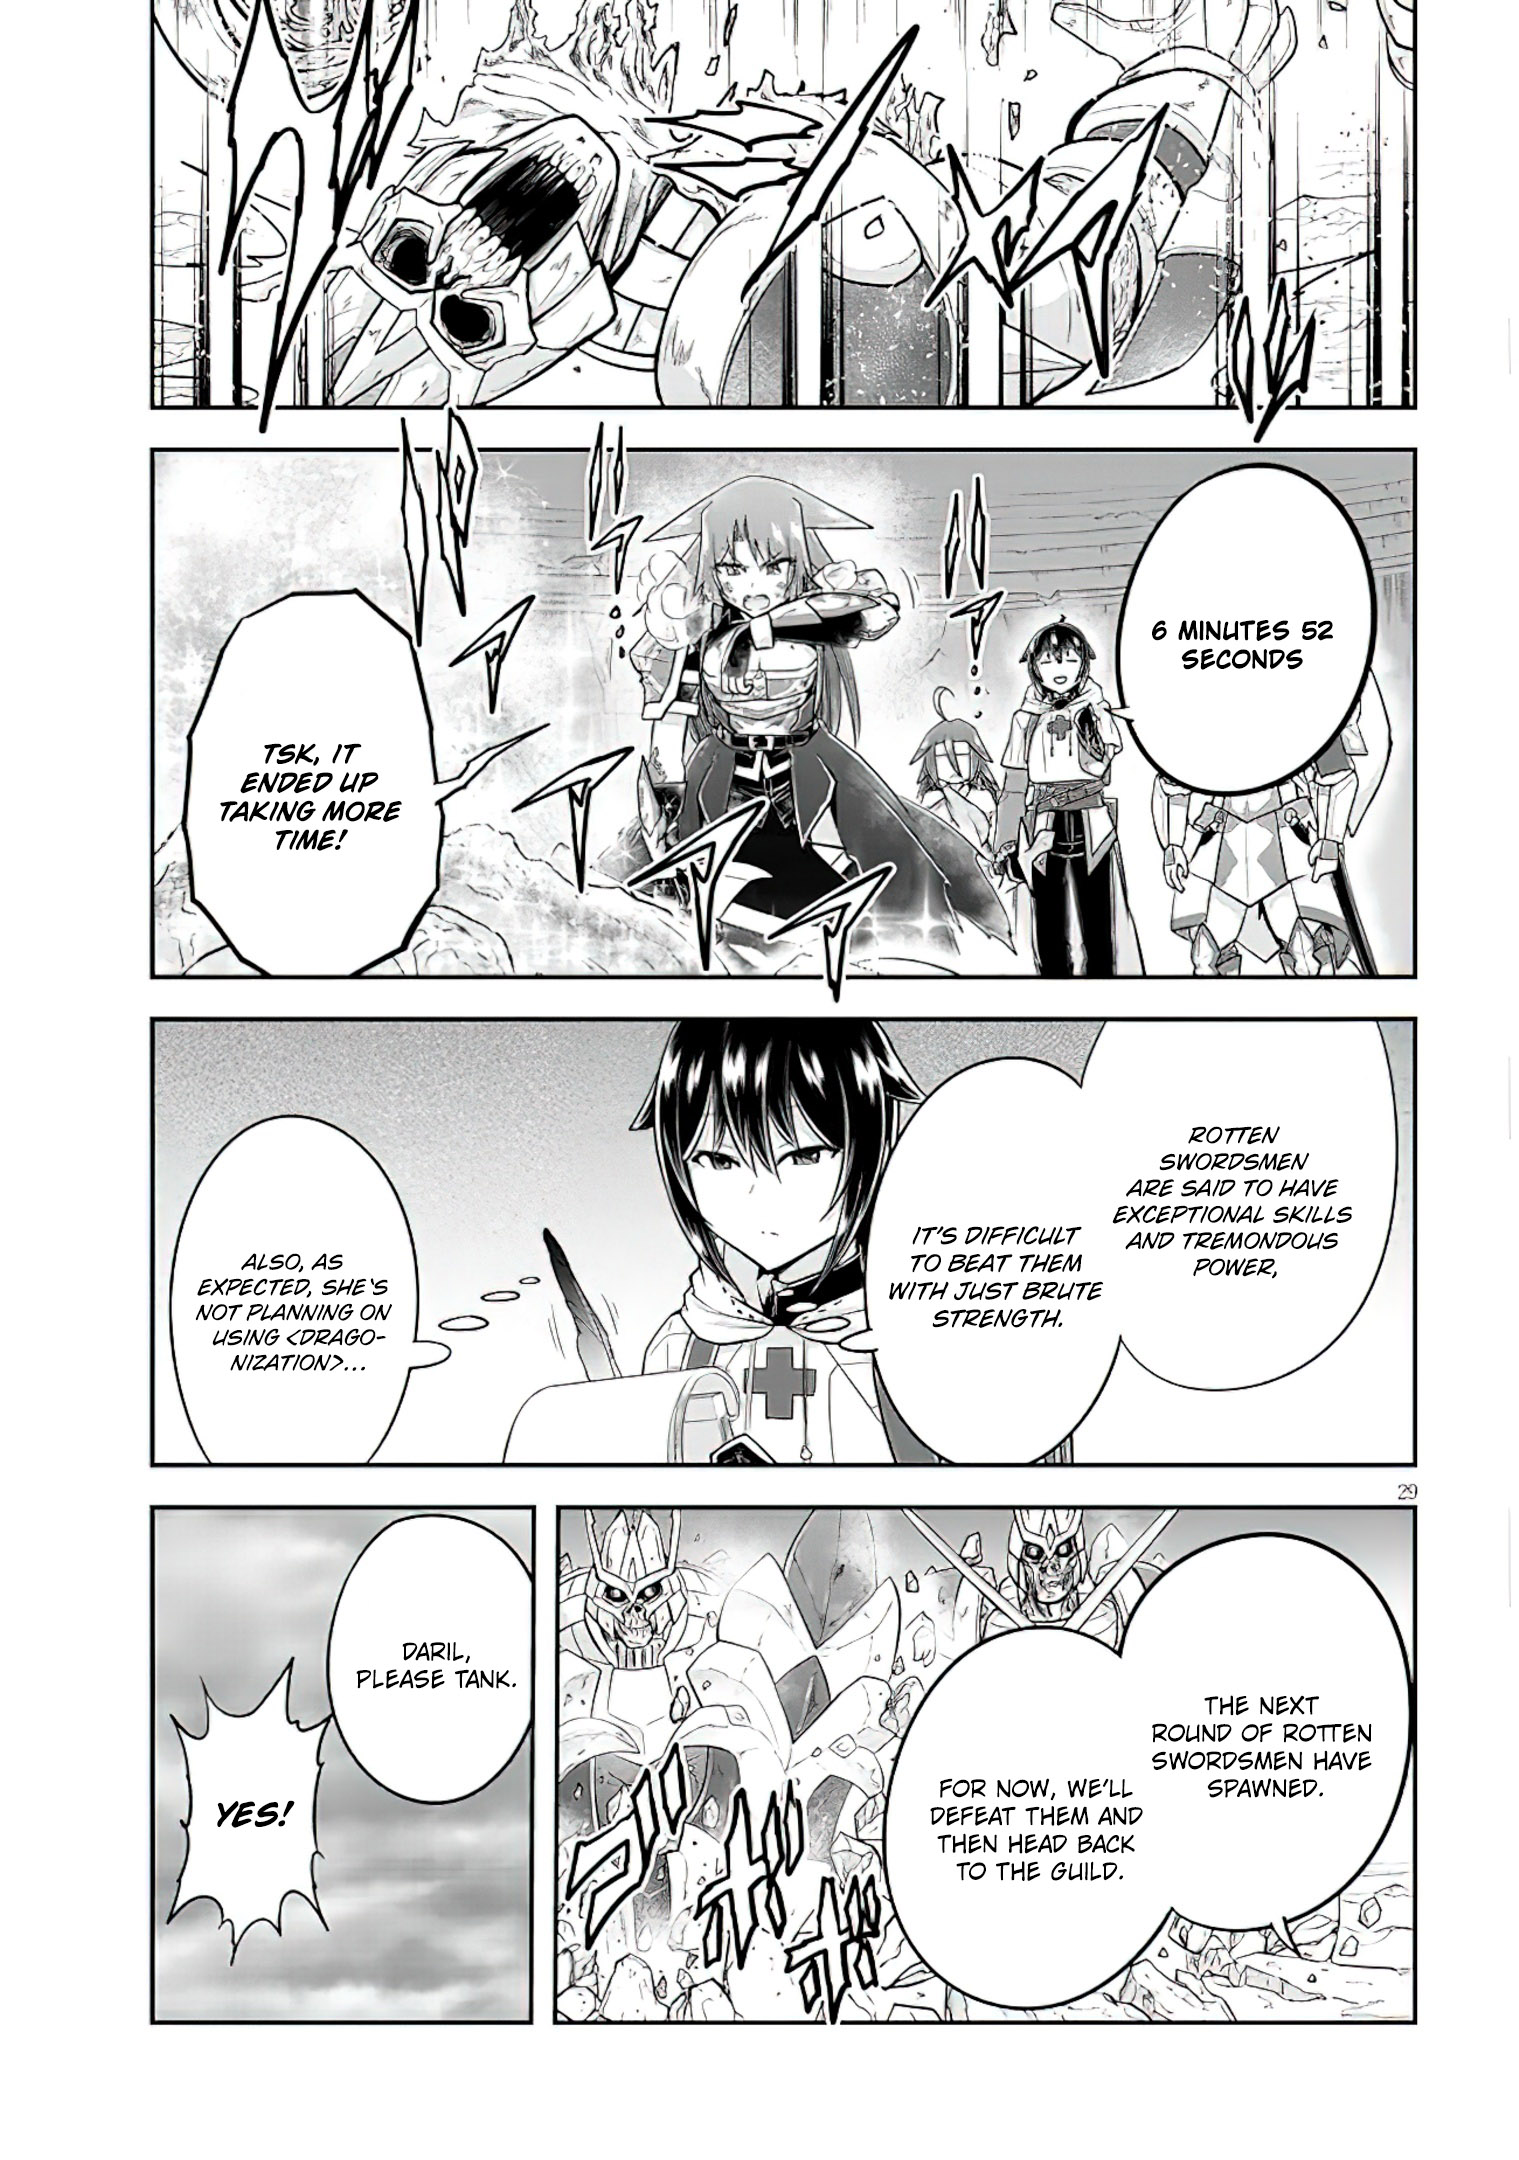 6 MINUTES 52
SECONDS
TSK, IT
ENDED UP
TAKING MORE
TIME!
ROTTEN
SWORDSMEN
ARE SAID TO HAVE
EXCEPTIONAL SKILLS
AND TREMONDOUS
POWER,
IT'S DIFFICULT
TO BEAT THEM
WITH JUST BRUTE
STRENGTH.
ALSO, AS
EXPECTED, SHE'S
NOT PLANNING ON
USING <DRAGO-
NIZATION>...
29
THE NEXT
ROUND OF ROTTEN
SWORDSMEN HAVE
SPAWNED.
FOR NOW, WE'LL
DEFEAT THEM AND
THEN HEAD BACK
TO THE GUILD.
ゴボボ
DARIL,
PLEASE TANK.
YES!